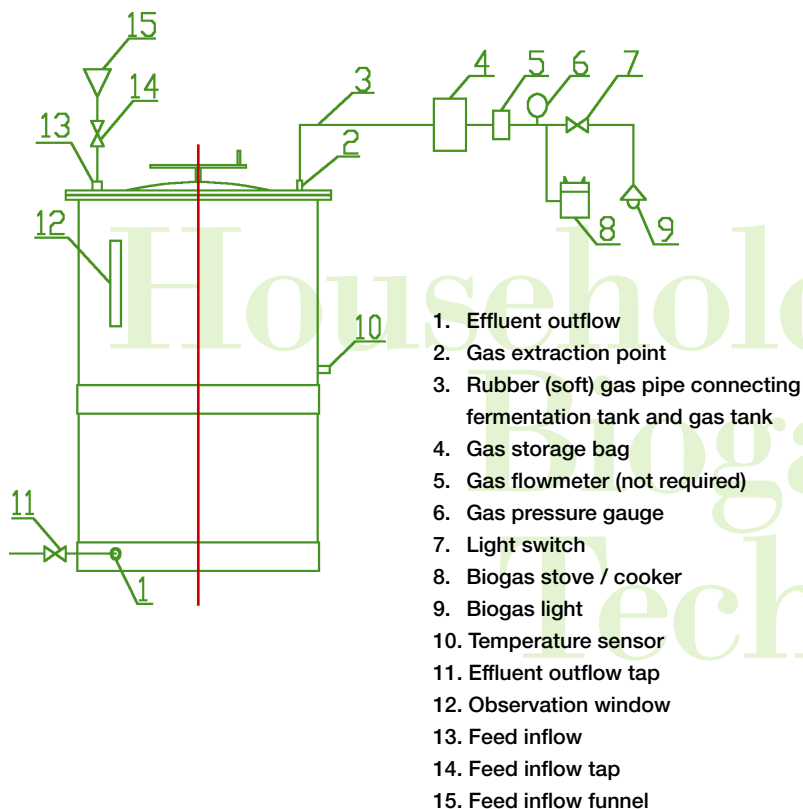 15
14
13
3
2
4
5
6
7
12
8
9
10
11
1
Household
Bioga
Tech
1. Effluent outflow
2. Gas extraction point
3. Rubber (soft) gas pipe connecting
fermentation tank and gas tank
4. Gas storage bag
5. Gas flowmeter (not required)
6. Gas pressure gauge
7. Light switch
8. Biogas stove / cooker
9. Biogas light
10. Temperature sensor
11. Effluent outflow tap
12. Observation window
13. Feed inflow
14. Feed inflow tap
15. Feed inflow funnel